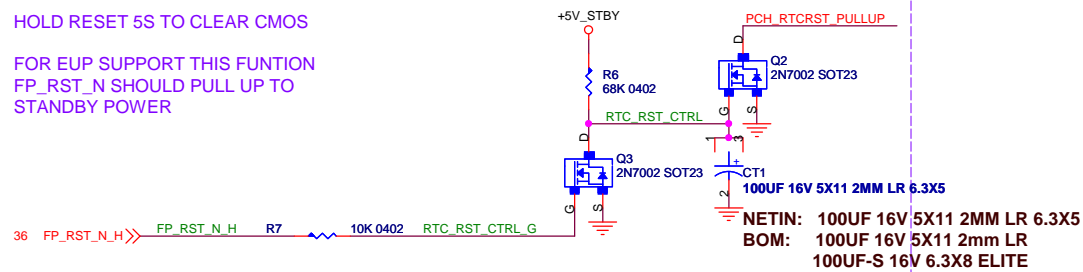 HOLD RESET 5S TO CLEAR CMOS
FOR EUP SUPPORT THIS FUNTION
FP_RST_N SHOULD PULL UP TO
STANDBY POWER
+5V_STBY
PCH_RTCRST_PULLUP
D
Q2
2N7002 SOT23
R6
68K 0402
G
S
RTC_RST_CTRL
1
3
D
Q3
2N7002 SOT23
+
CT1
2
100UF 16V 5X11 2MM LR 6.3X5
G
S
NETIN: 100UF 16V 5X11 2MM LR 6.3X5
36 FP_RST_N_H FP_RST_N_H R7 10K 0402 RTC_RST_CTRL_G
BOM: 100UF 16V 5X11 2mm LR
100UF-S 16V 6.3X8 ELITE